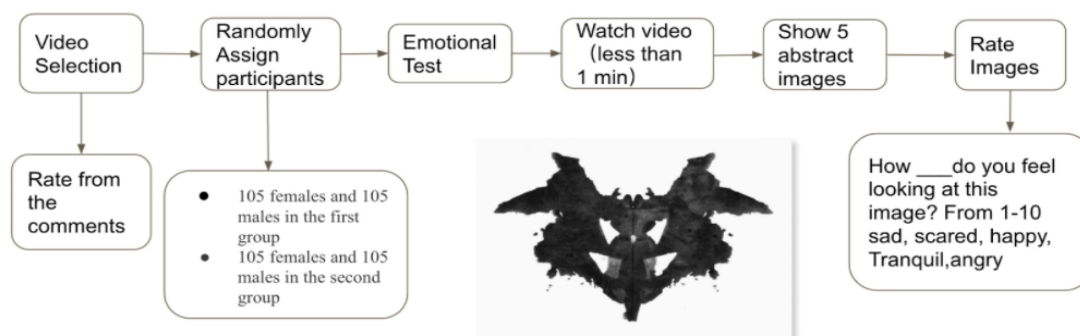 Video
Selection
Randomly
Assign
participants
Emotional
Test
Watch video
（less than
1 min）
Show 5
abstract
images
Rate
Images
Rate from
the
comments
● 105 females and 105
males in the first
group
● 105 females and 105
males in the second
group
How ___do you feel
looking at this
image? From 1-10
sad, scared, happy,
Tranquil,angry